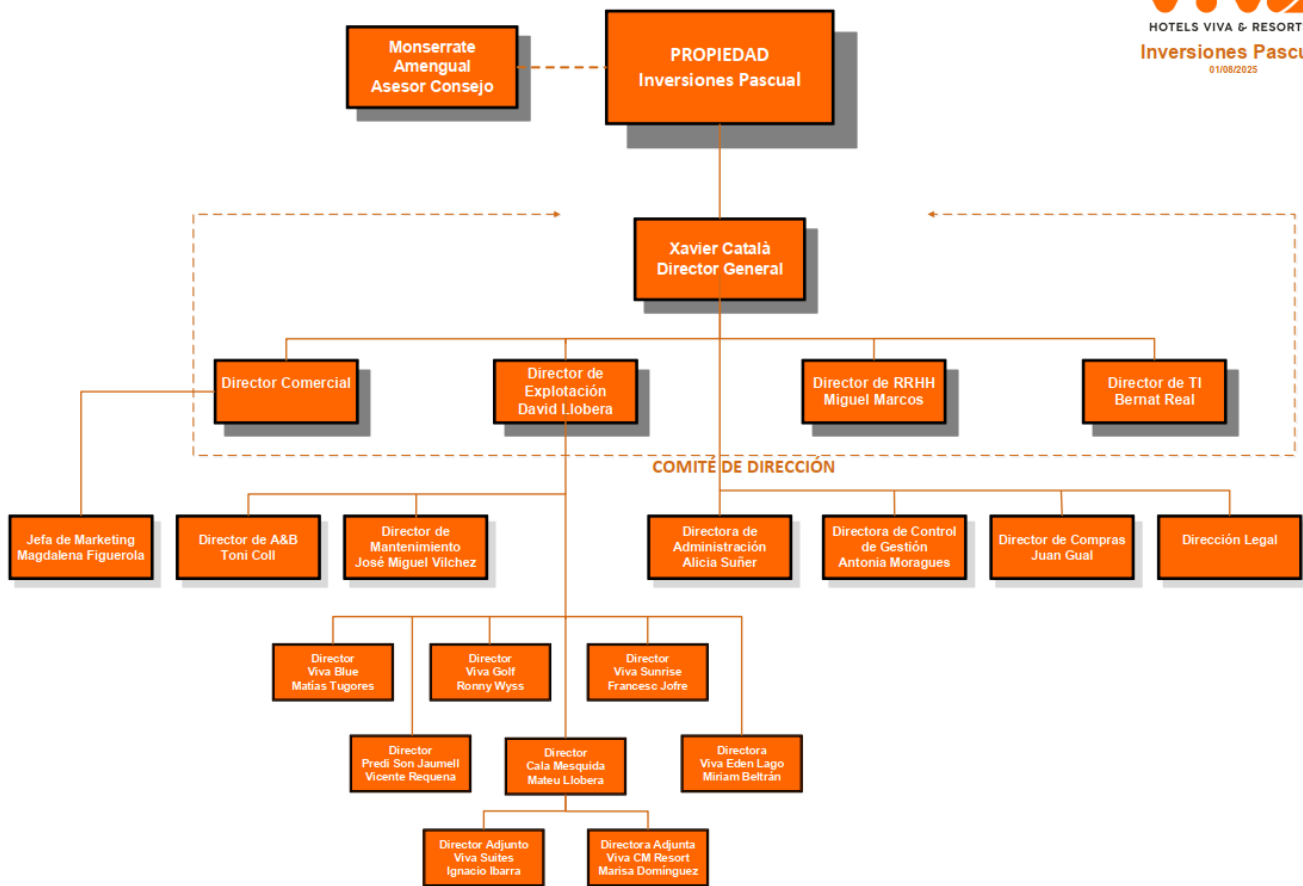 HOTELS VIVA & RESORT
Inversiones Pascu
01/08/2025
Monserrate
Amengual
Asesor Consejo
PROPIEDAD
Inversiones Pascual
Xavier Català
Director General
Director Comercial
Director de
Explotación
David Llobera
Director de RRHH
Miguel Marcos
Director de TI
Bernat Real
COMITÉ DE DIRECCIÓN
Jefa de Marketing
Magdalena Figuerola
Director de A&B
Toni Coll
Director de
Mantenimiento
José Miguel Vilchez
Directora de
Administración
Alicia Suñer
Directora de Control
de Gestión
Antonia Moragues
Director de Compras
Juan Gual
Dirección Legal
Director
Viva Blue
Matías Tugores
Director
Viva Golf
Ronny Wyss
Director
Viva Sunrise
Francesc Jofre
Director
Predi Son Jaumell
Vicente Requena
Director
Cala Mesquida
Mateu Llobera
Directora
Viva Eden Lago
Miriam Beltrán
Director Adjunto
Viva Suites
Ignacio Ibarra
Directora Adjunta
Viva CM Resort
Marisa Domínguez